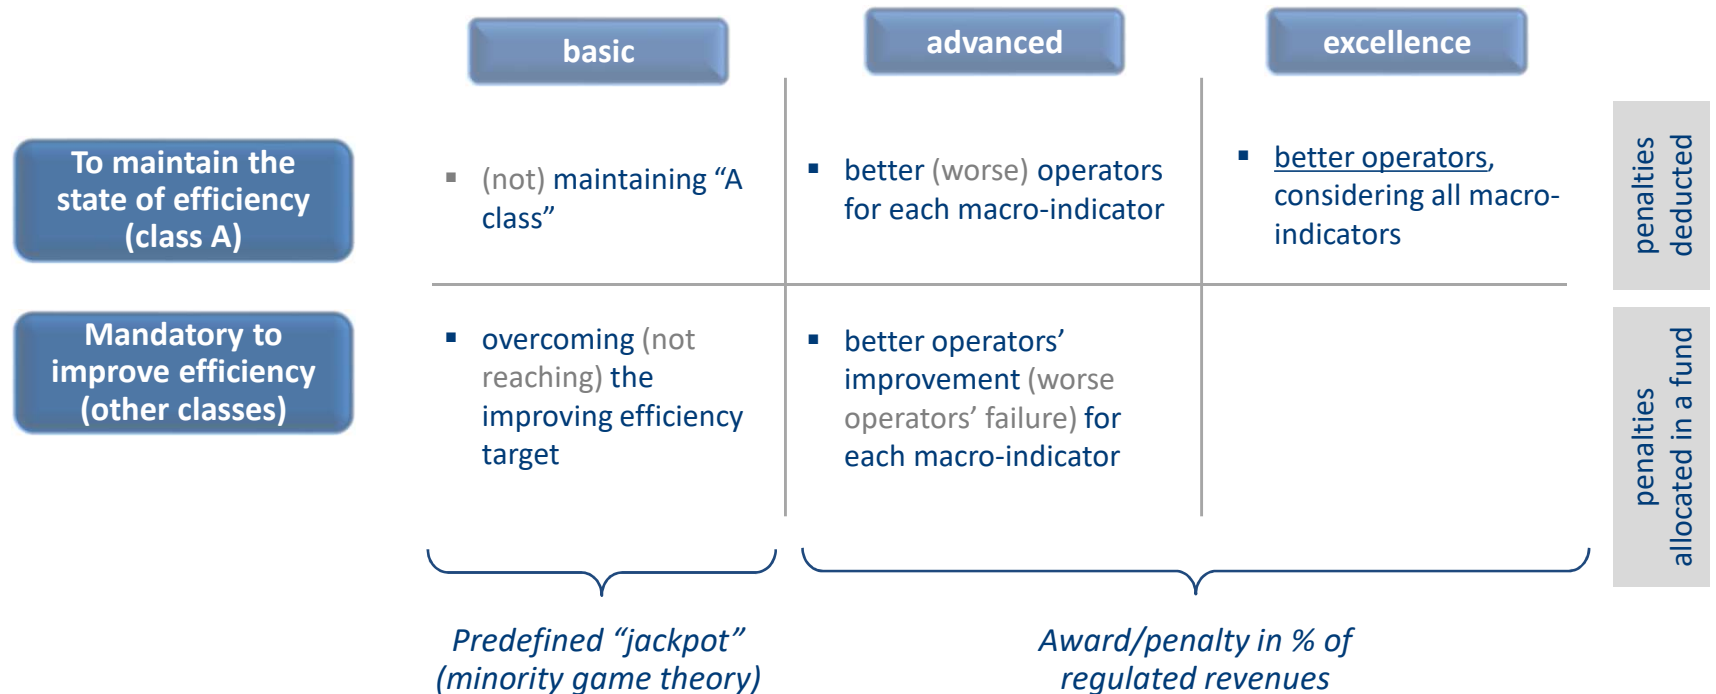 basic
advanced
excellence
To maintain the
state of efficiency
(class A)
▪ (not) maintaining “A
class”
▪ better (worse) operators
for each macro-indicator
▪ better operators,
considering all macro-
indicators
penalties
deducted
Mandatory to
improve efficiency
(other classes)
▪ overcoming (not
reaching) the
improving efficiency
target
▪ better operators’
improvement (worse
operators’ failure) for
each macro-indicator
penalties
allocated in a fund
Predefined “jackpot”
(minority game theory)
Award/penalty in % of
regulated revenues